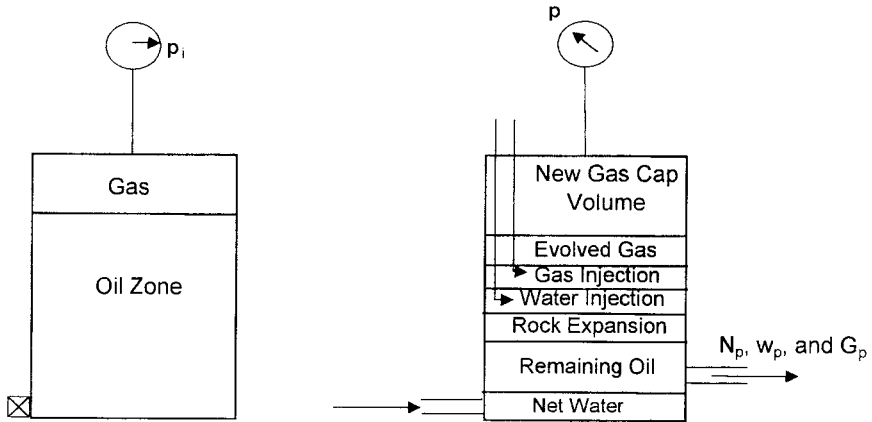 p i
Gas
Oil Zone
p
New Gas Cap
Volume
Evolved Gas
Gas Injection
Water Injection
Rock Expansion
Remaining Oil
Net Water
Np, wp, and Gp